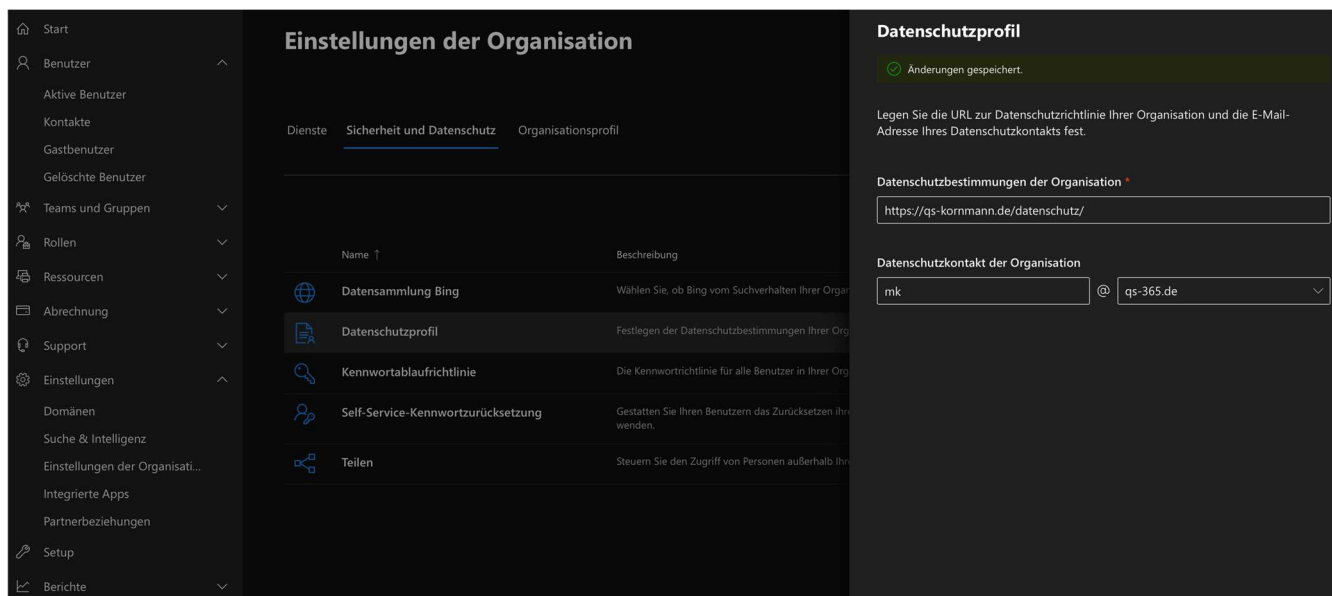 Start
Benutzer
Aktive Benutzer
Kontakte
Gastbenutzer
Gelöschte Benutzer
Teams und Gruppen
Rollen
Ressourcen
Abrechnung
Support
Einstellungen
Domänen
Suche & Intelligenz
Einstellungen der Organisati...
Integrierte Apps
Partnerbeziehungen
Setup
Berichte
Einstellungen der Organisation
Dienste Sicherheit und Datenschutz Organisationsprofil
Name ↑ Beschreibung
Datensammlung Bing Wählen Sie, ob Bing vom Suchverhalten Ihrer Organ
Datenschutzprofil Festlegen der Datenschutzbestimmungen Ihrer Org
Kennwortablaufrichtlinie Die Kennwortrichtlinie für alle Benutzer in Ihrer Org
Self-Service-Kennwortzurücksetzung Gestatten Sie Ihren Benutzern das Zurücksetzen ihre
wenden.
Teilen Steuern Sie den Zugriff von Personen außerhalb Ihre
Datenschutzprofil
Änderungen gespeichert.
Legen Sie die URL zur Datenschutzrichtlinie Ihrer Organisation und die E-Mail-
Adresse Ihres Datenschutzkontakts fest.
Datenschutzbestimmungen der Organisation *
https://qs-kornmann.de/datenschutz/
Datenschutzkontakt der Organisation
mk @ qs-365.de